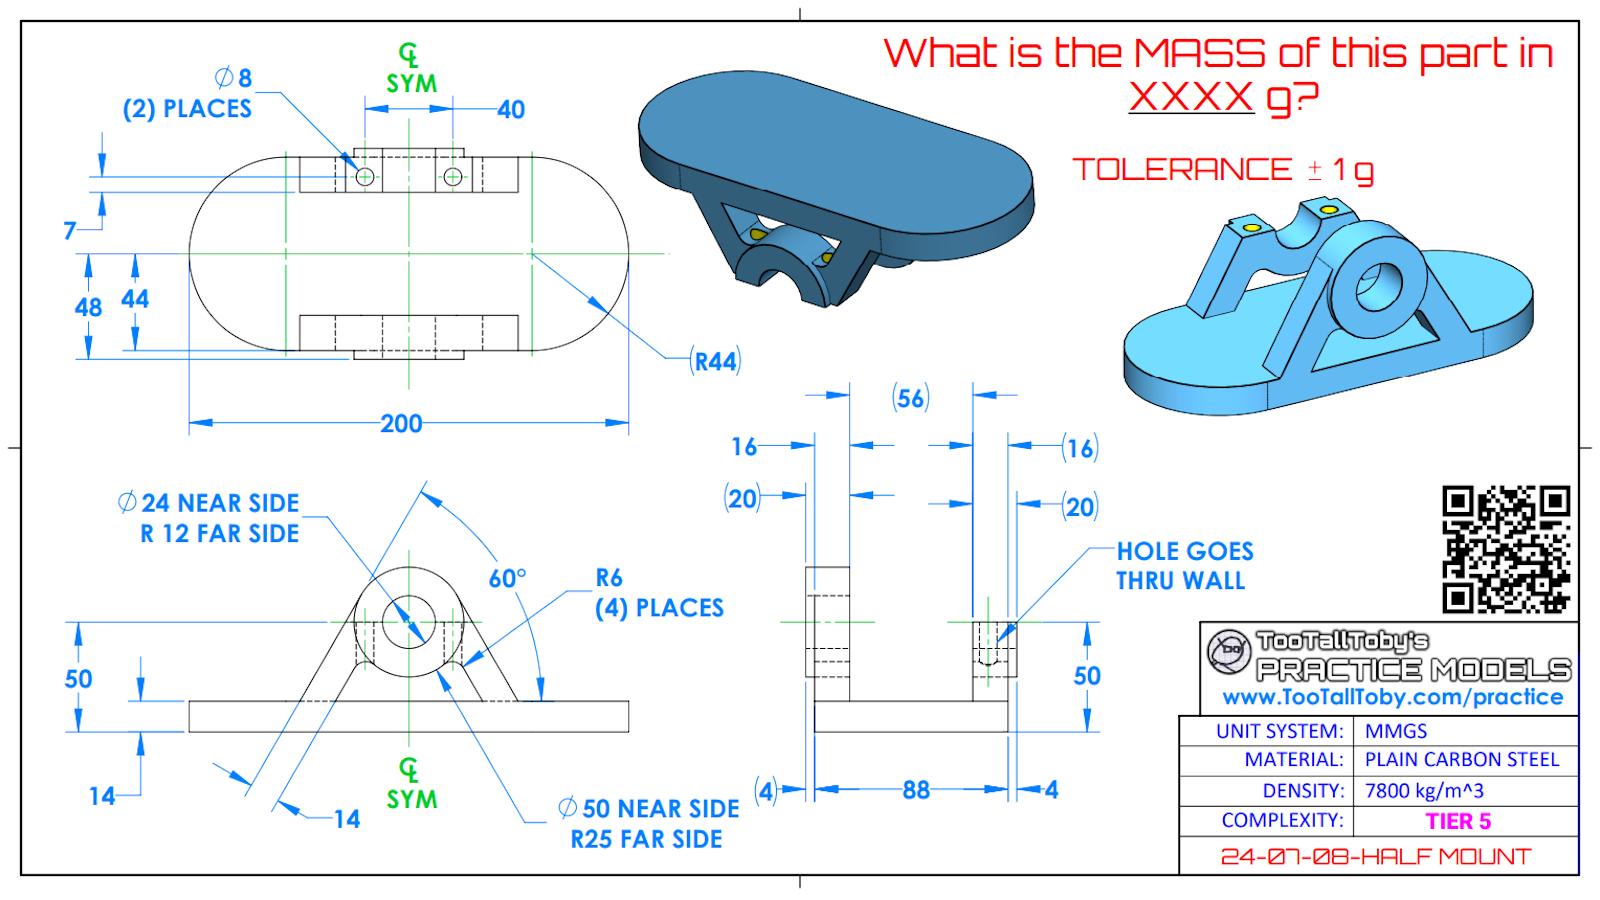 What is the MASS of this part in
XXXX g?
TOLERANCE ± 1 g
℄
SYM
∅8
(2) PLACES
40
7
48
44
(R44)
200
∅24 NEAR SIDE
R 12 FAR SIDE
60°
R6
(4) PLACES
50
14
14
℄
SYM
∅50 NEAR SIDE
R25 FAR SIDE
(56)
16
(16)
(20)
(20)
HOLE GOES
THRU WALL
50
(4)
88
4
TooTallToby's
PRACTICE MODELS
www.TooTallToby.com/practice
UNIT SYSTEM: MMGS
MATERIAL: PLAIN CARBON STEEL
DENSITY: 7800 kg/m^3
COMPLEXITY: TIER 5
24-07-08-HALF MOUNT